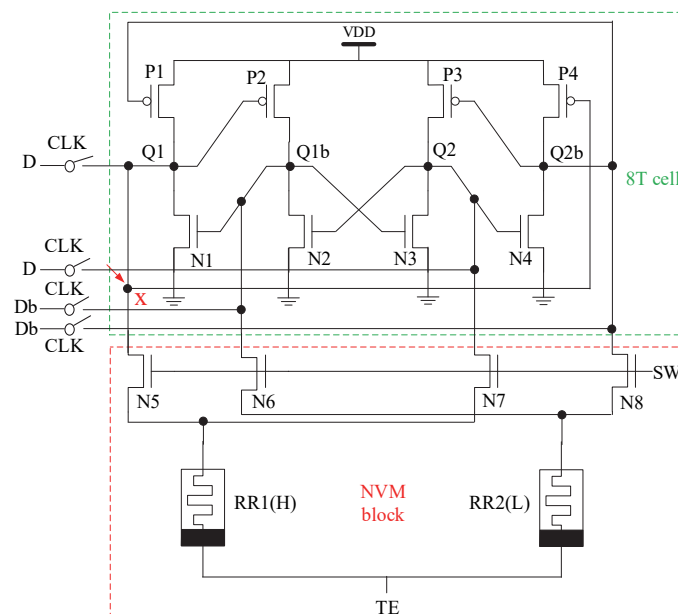 VDD
P1 P2 P3 P4
CLK
D Q1 Q1b Q2 Q2b
8T cell
N1 N2 N3 N4
CLK
D
CLK
X
Db
Db
CLK
SW
N5 N6 N7 N8
RR1(H) NVM block RR2(L)
TE